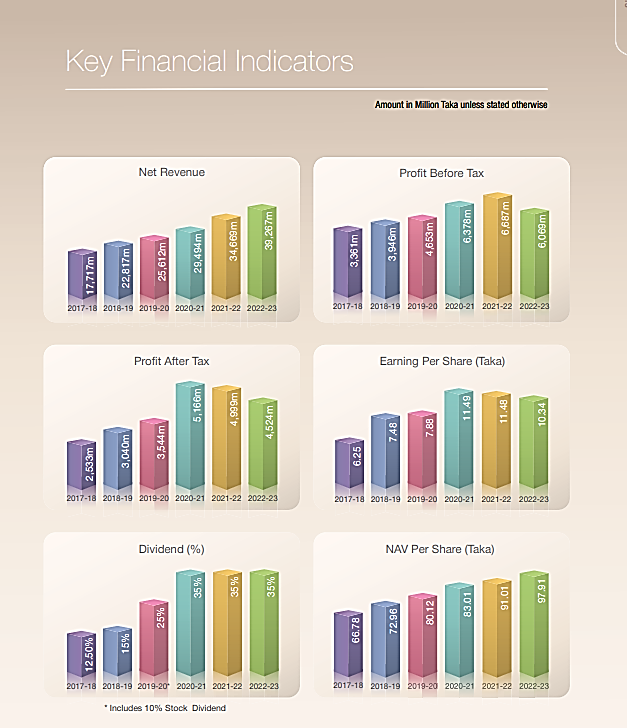 Key Financial Indicators
Amount in Million Taka unless stated otherwise
Net Revenue
17,717m 22,817m 25,612m 29,494m 34,669m 39,267m
2017-18 2018-19 2019-20 2020-21 2021-22 2022-23
Profit Before Tax
3,361m 3,946m 4,653m 6,378m 6,687m 6,069m
2017-18 2018-19 2019-20 2020-21 2021-22 2022-23
Profit After Tax
2,533m 3,040m 3,544m 5,166m 4,999m 4,524m
2017-18 2018-19 2019-20 2020-21 2021-22 2022-23
Earning Per Share (Taka)
6.25 7.48 7.88 11.49 11.48 10.34
2017-18 2018-19 2019-20 2020-21 2021-22 2022-23
Dividend (%)
12.50% 15% 25% 35% 35% 35%
2017-18 2018-19 2019-20* 2020-21 2021-22 2022-23
* Includes 10% Stock Dividend
NAV Per Share (Taka)
66.78 72.96 80.12 83.01 91.01 97.91
2017-18 2018-19 2019-20 2020-21 2021-22 2022-23